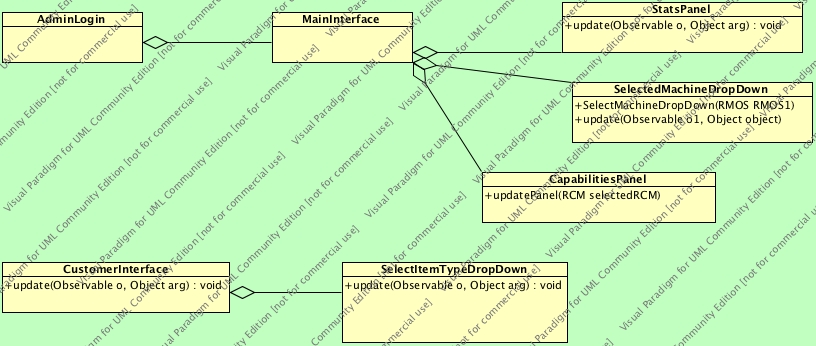 AdminLogin
MainInterface
StatsPanel
+update(Observable o, Object arg) : void
SelectedMachineDropDown
+SelectMachineDropDown(RMOS RMOS1)
+update(Observable o1, Object object)
CapabilitiesPanel
+updatePanel(RCM selectedRCM)
CustomerInterface
+update(Observable o, Object arg) : void
SelectItemTypeDropDown
+update(Observable o, Object arg) : void
Visual Paradigm for UML Community Edition [not for commercial use]